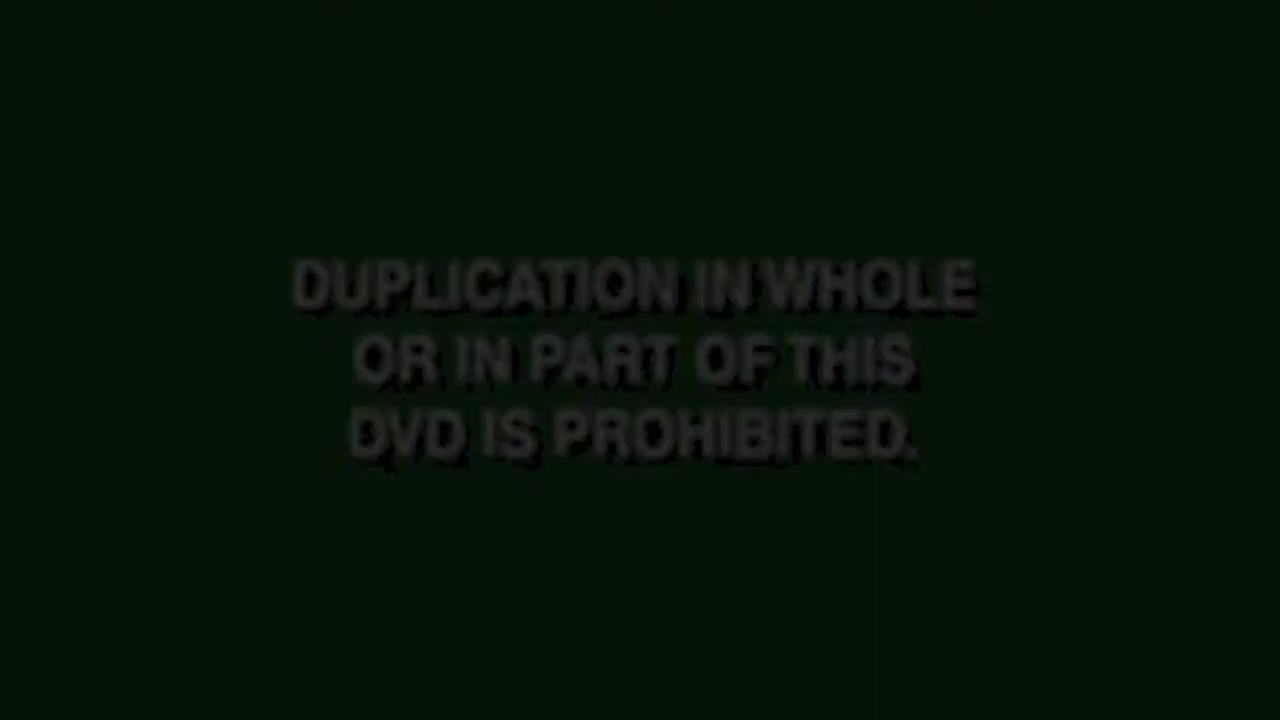 DUPLICATION IN WHOLE
OR IN PART OF THIS
DVD IS PROHIBITED.